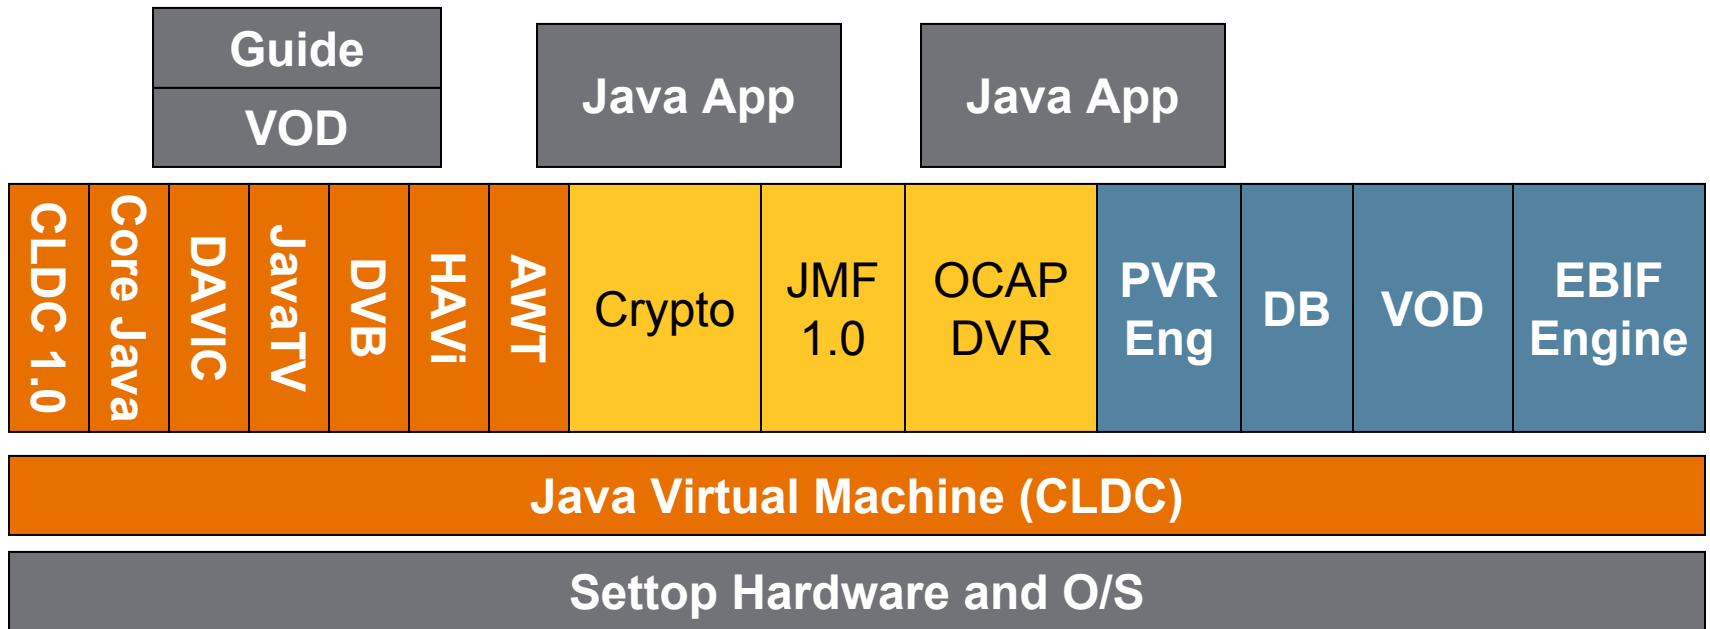 Guide
VOD
Java App
Java App
CLDC 1.0
Core Java
DAVIC
JavaTV
DVB
HAVi
AWT
Crypto
JMF
1.0
OCAP
DVR
PVR
Eng
DB
VOD
EBIF
Engine
Java Virtual Machine (CLDC)
Settop Hardware and O/S